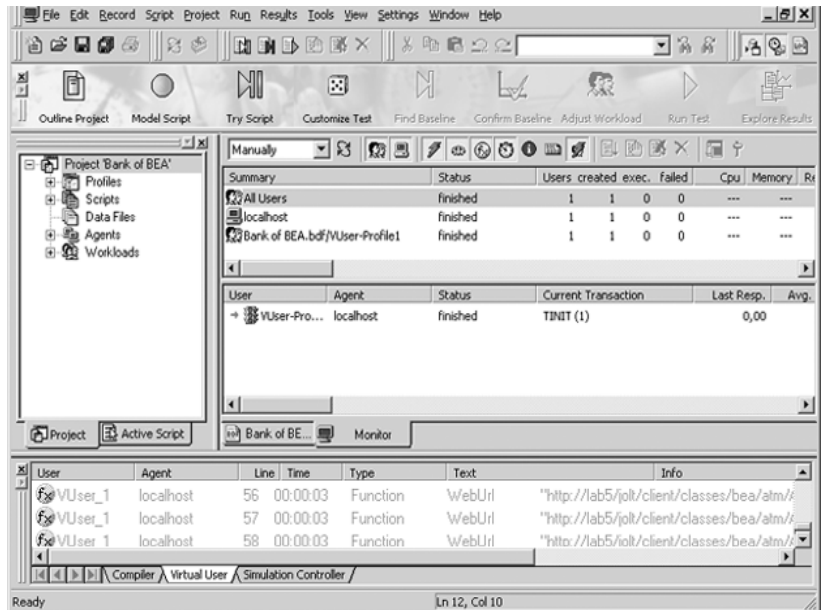 File Edit Record Script Project Run Results Tools View Settings Window Help
Outline Project Model Script Try Script Customize Test Find Baseline Confirm Baseline Adjust Workload Run Test Explore Results
Project 'Bank of BEA'
Profiles
Scripts
Data Files
Agents
Workloads
Project Active Script
Manually
Summary Status Users created exec. failed Cpu Memory Re
All Users finished 1 1 0 0 --- ---
localhost finished 1 1 0 0 --- ---
Bank of BEA.bdf/VUser-Profile1 finished 1 1 0 0 --- ---
User Agent Status Current Transaction Last Resp. Avg.
VUser-Pro... localhost finished TINIT (1) 0,00
Bank of BE... Monitor
User Agent Line Time Type Text Info
VUser_1 localhost 56 00:00:03 Function WebUrl "http://lab5/jolt/client/classes/bea/atm/
VUser_1 localhost 57 00:00:03 Function WebUrl "http://lab5/jolt/client/classes/bea/atm/
VUser_1 localhost 58 00:00:03 Function WebUrl "http://lab5/jolt/client/classes/bea/atm/
Compiler Virtual User Simulation Controller
Ready Ln 12, Col 10